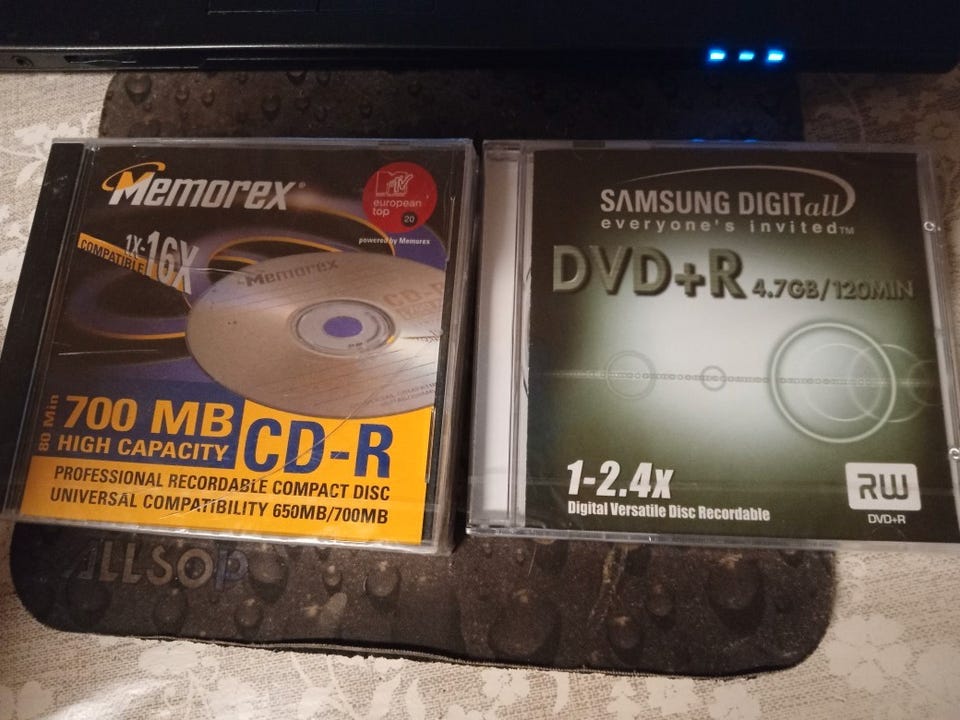 Memorex®
MTV
european
top 20
powered by Memorex
COMPATIBLE 1X-16X
Memorex
CD-R
80 Min
700 MB
HIGH CAPACITY
CD-R
PROFESSIONAL RECORDABLE COMPACT DISC
UNIVERSAL COMPATIBILITY 650MB/700MB
SAMSUNG DIGITall
everyone's invited™
DVD+R 4.7GB/120MIN
1-2.4x
Digital Versatile Disc Recordable
RW
DVD+R
ALLSOP